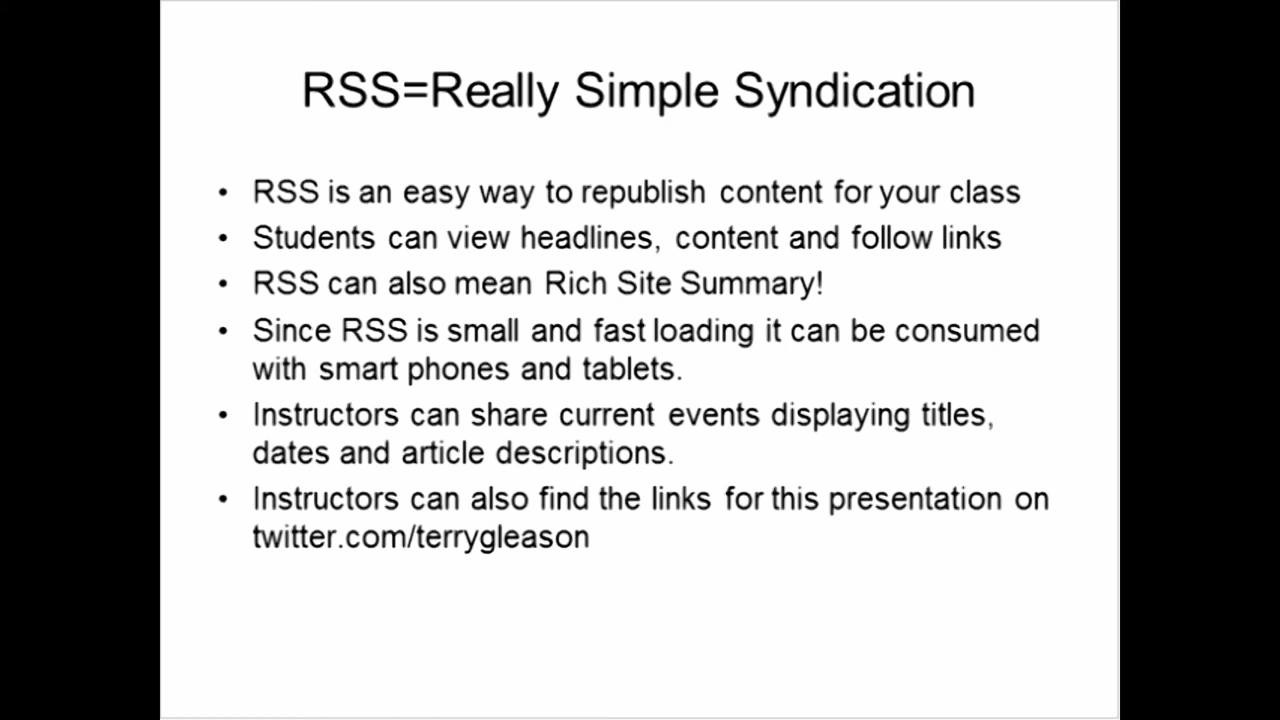 RSS=Really Simple Syndication
• RSS is an easy way to republish content for your class
• Students can view headlines, content and follow links
• RSS can also mean Rich Site Summary!
• Since RSS is small and fast loading it can be consumed
with smart phones and tablets.
• Instructors can share current events displaying titles,
dates and article descriptions.
• Instructors can also find the links for this presentation on
twitter.com/terrygleason